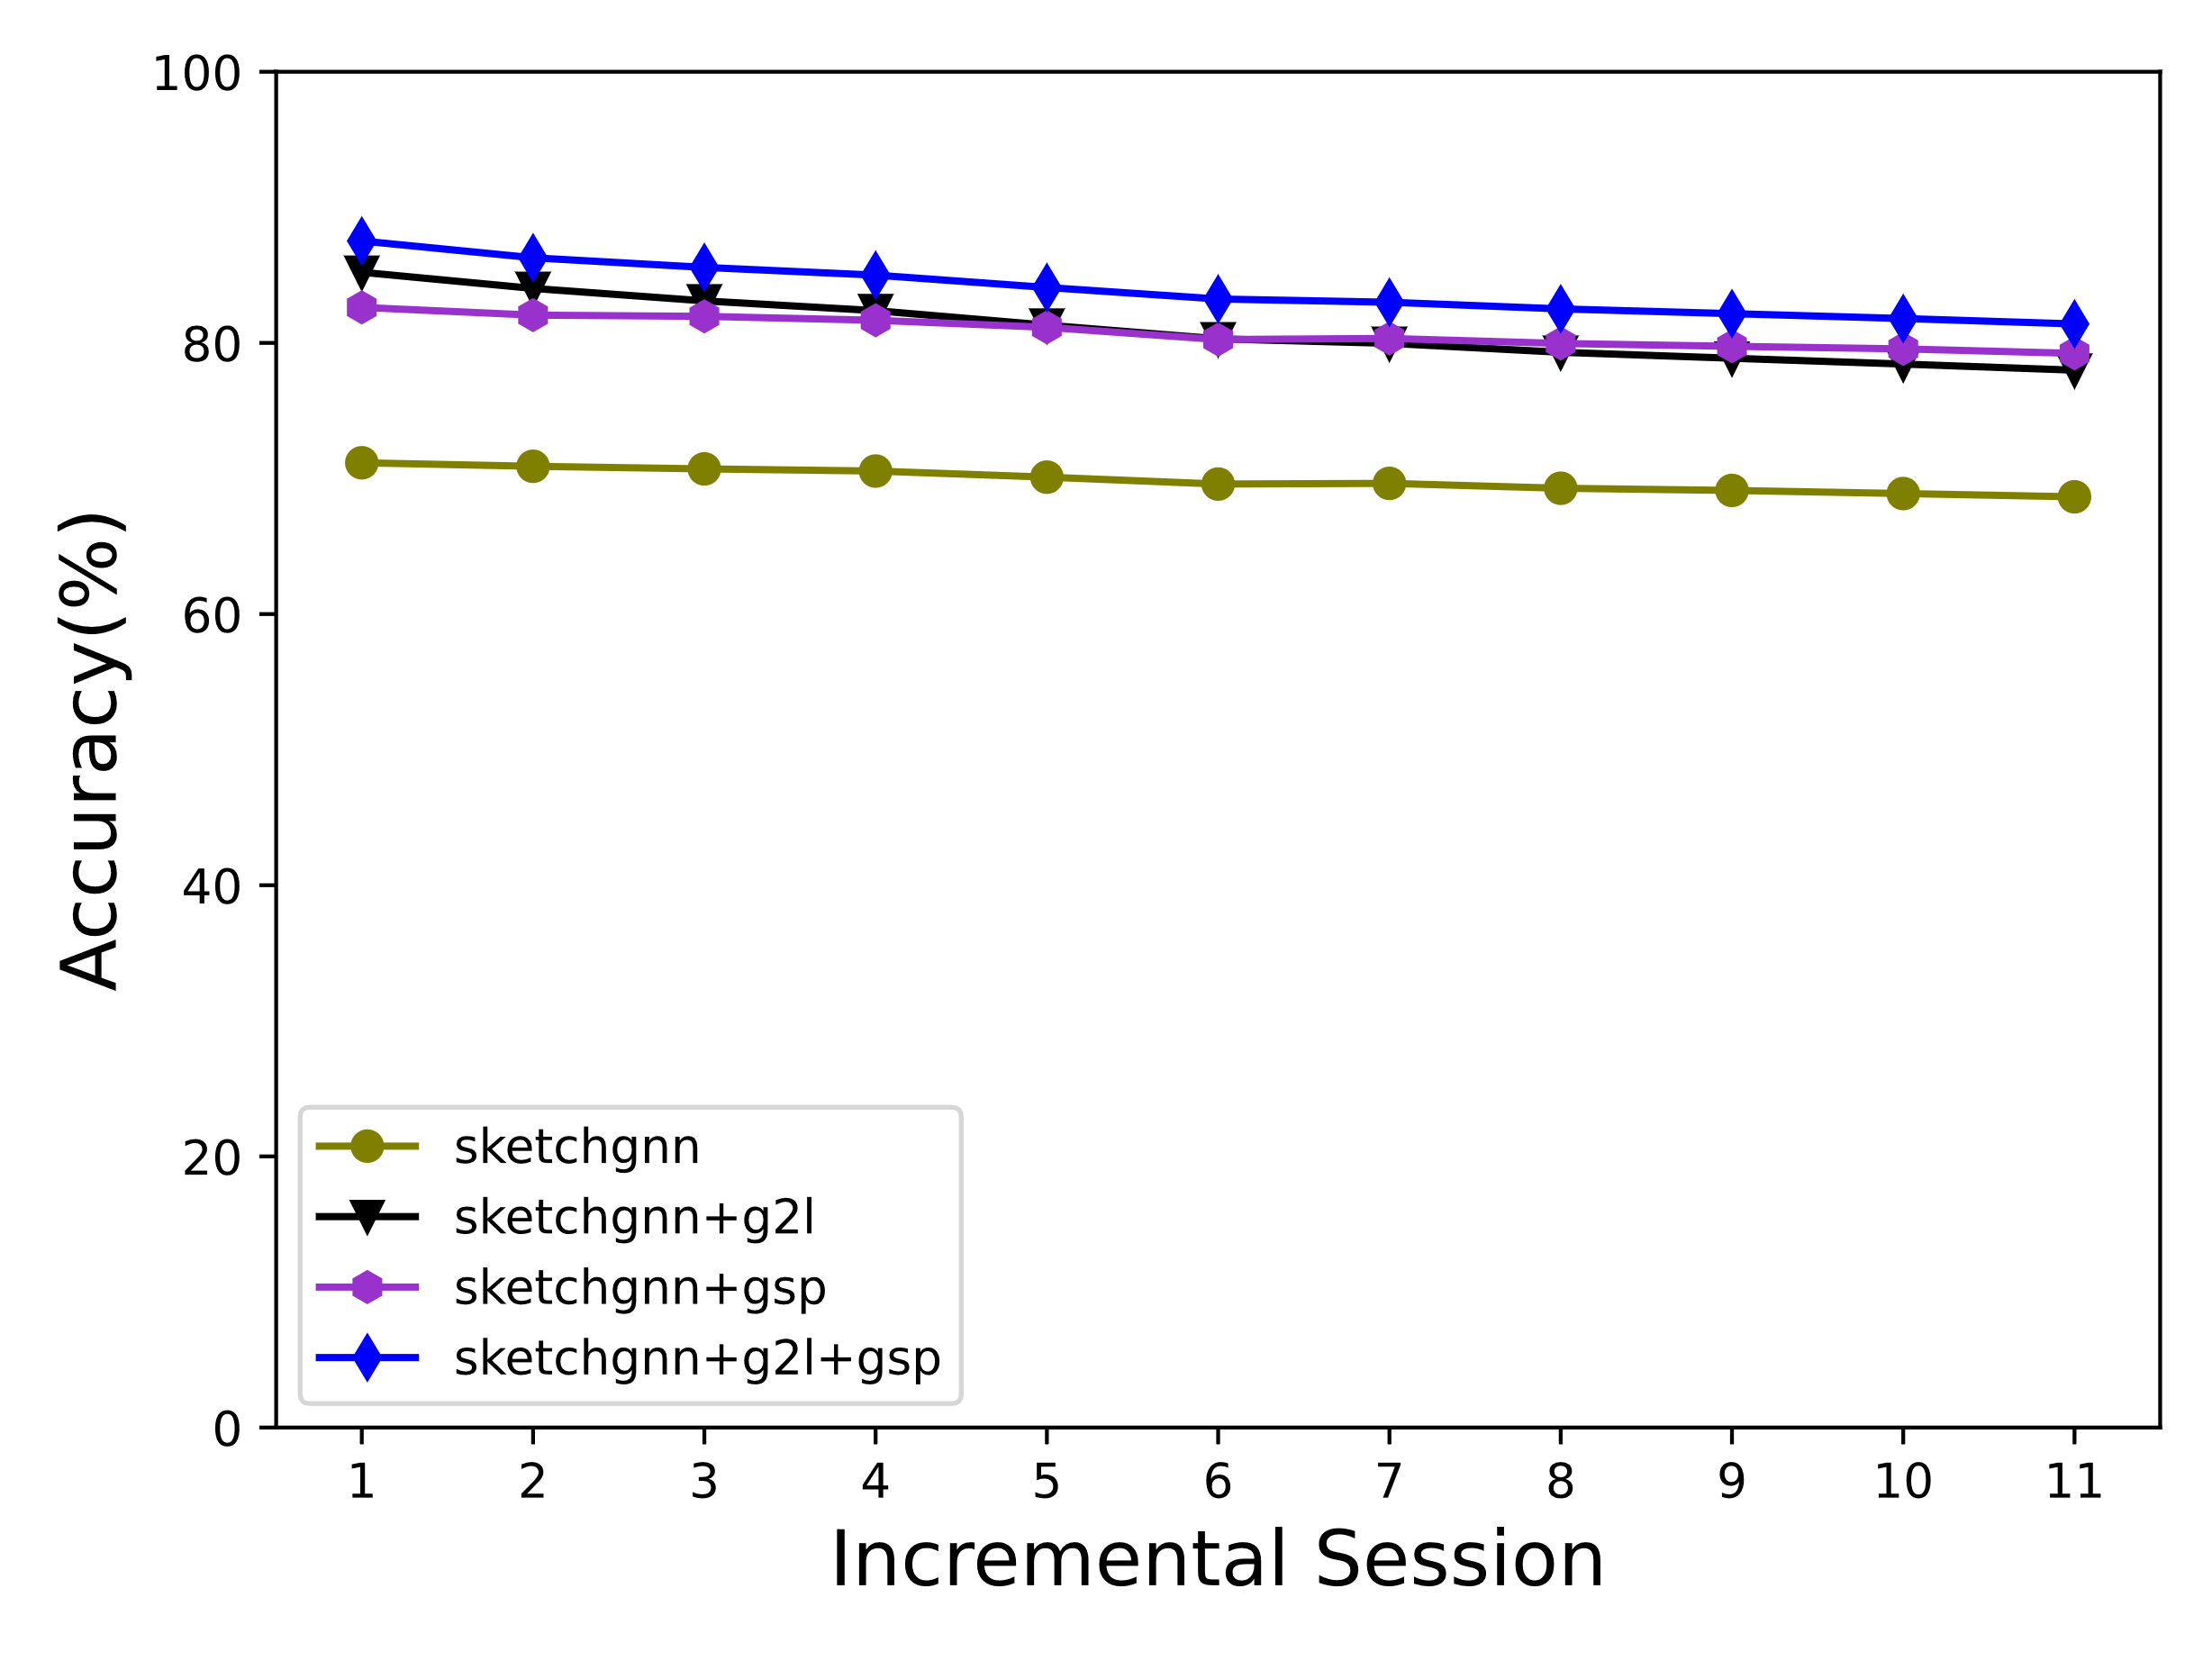 Accuracy(%)
100
80
60
40
20
0
sketchgnn
sketchgnn+g2l
sketchgnn+gsp
sketchgnn+g2l+gsp
1 2 3 4 5 6 7 8 9 10 11
Incremental Session